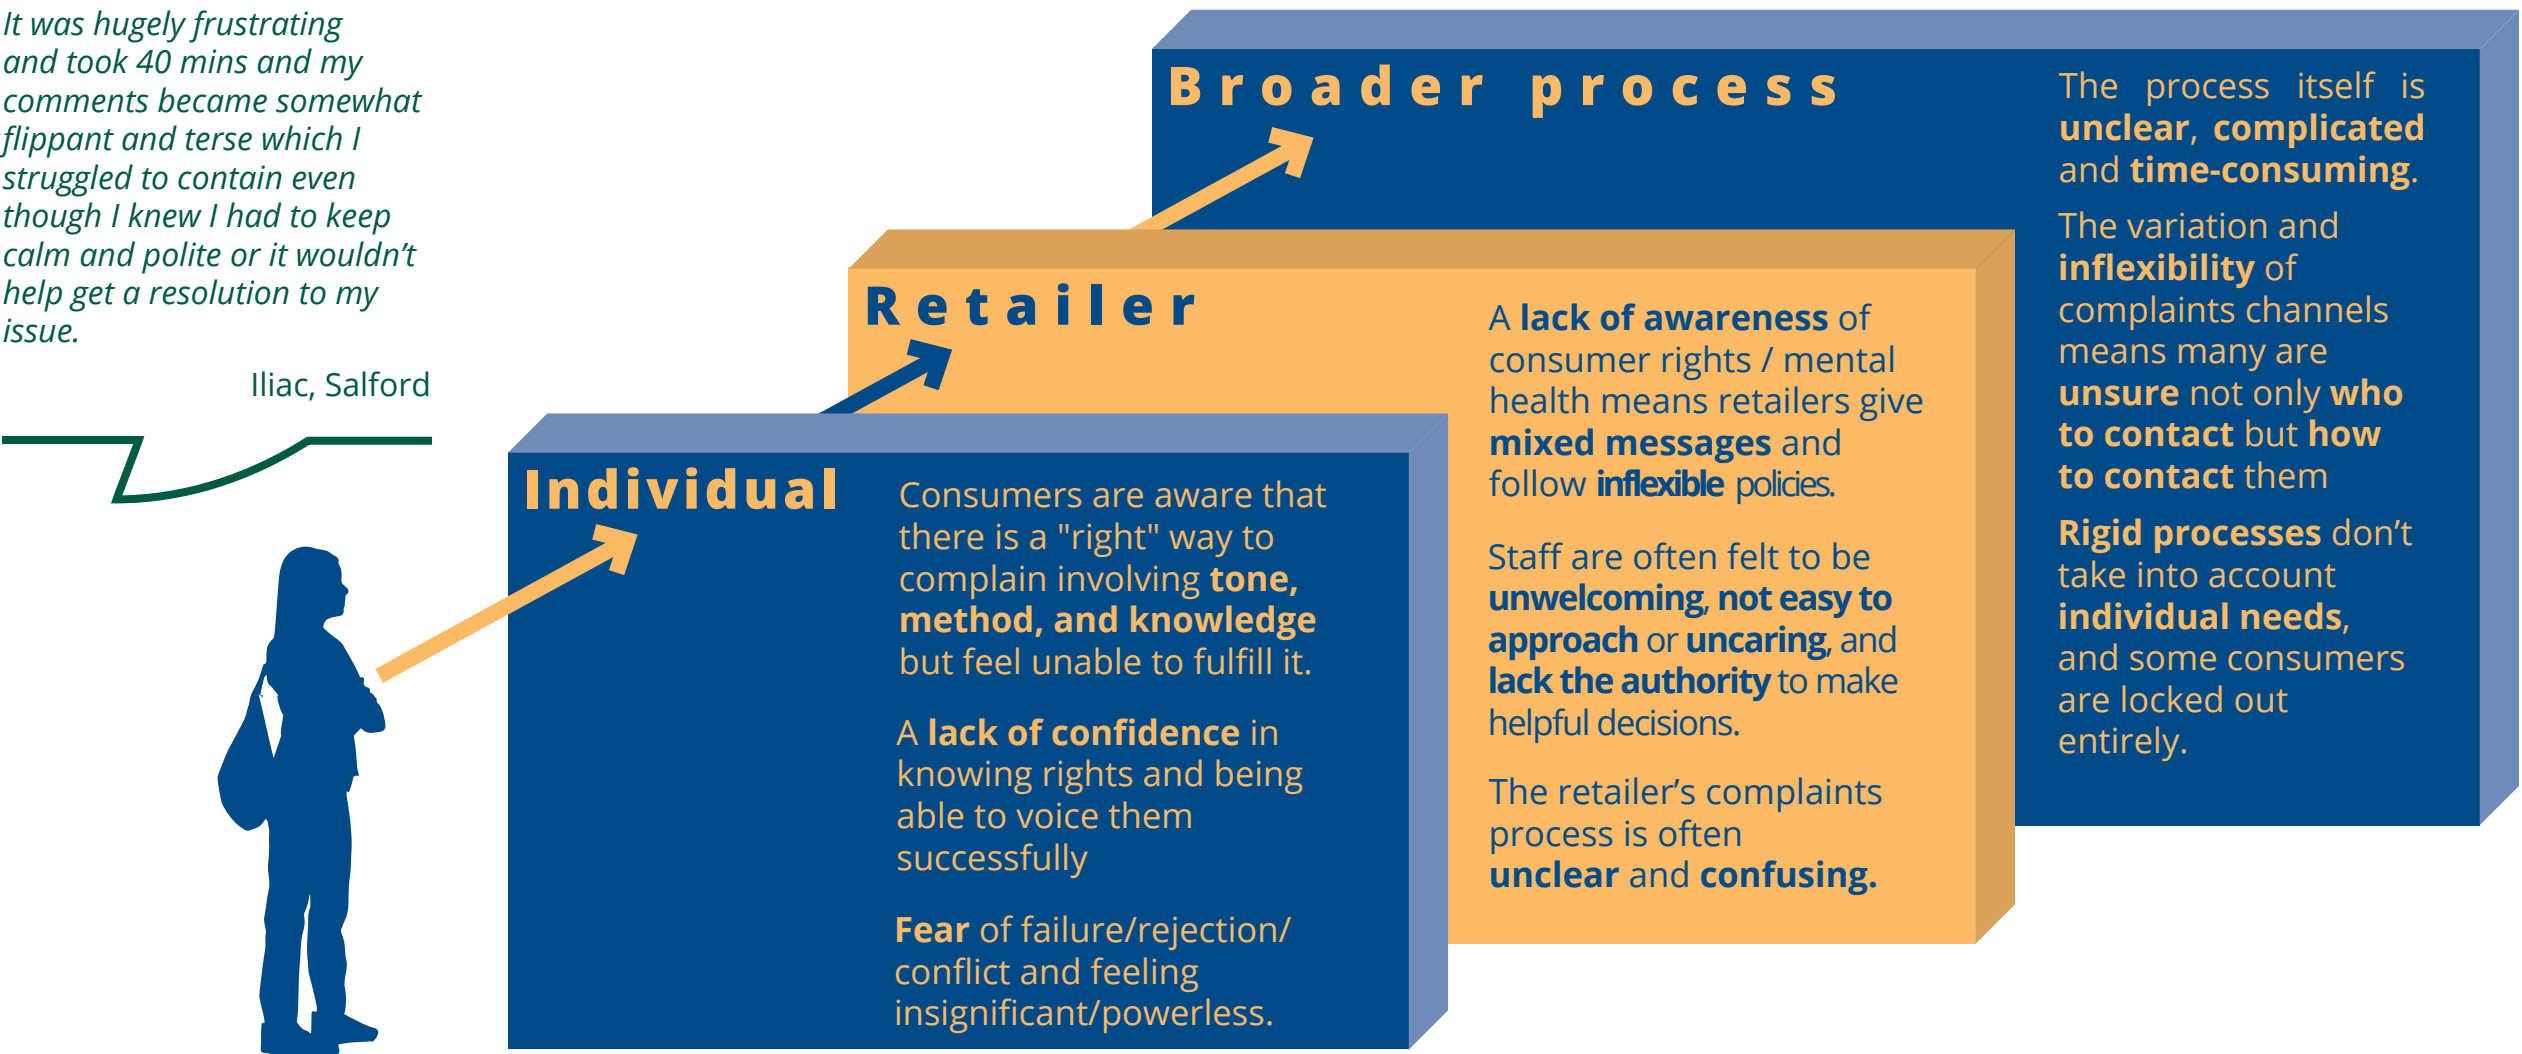 It was hugely frustrating
and took 40 mins and my
comments became somewhat
flippant and terse which I
struggled to contain even
though I knew I had to keep
calm and polite or it wouldn't
help get a resolution to my
issue.
Iliac, Salford
Individual
Consumers are aware that
there is a "right" way to
complain involving tone,
method, and knowledge
but feel unable to fulfill it.
A lack of confidence in
knowing rights and being
able to voice them
successfully
Fear of failure/rejection/
conflict and feeling
insignificant/powerless.
Retailer
A lack of awareness of
consumer rights / mental
health means retailers give
mixed messages and
follow inflexible policies.
Staff are often felt to be
unwelcoming, not easy to
approach or uncaring, and
lack the authority to make
helpful decisions.
The retailer's complaints
process is often
unclear and confusing.
Broader process
The process itself is
unclear, complicated
and time-consuming.
The variation and
inflexibility of
complaints channels
means many are
unsure not only who
to contact but how
to contact them
Rigid processes don't
take into account
individual needs,
and some consumers
are locked out
entirely.